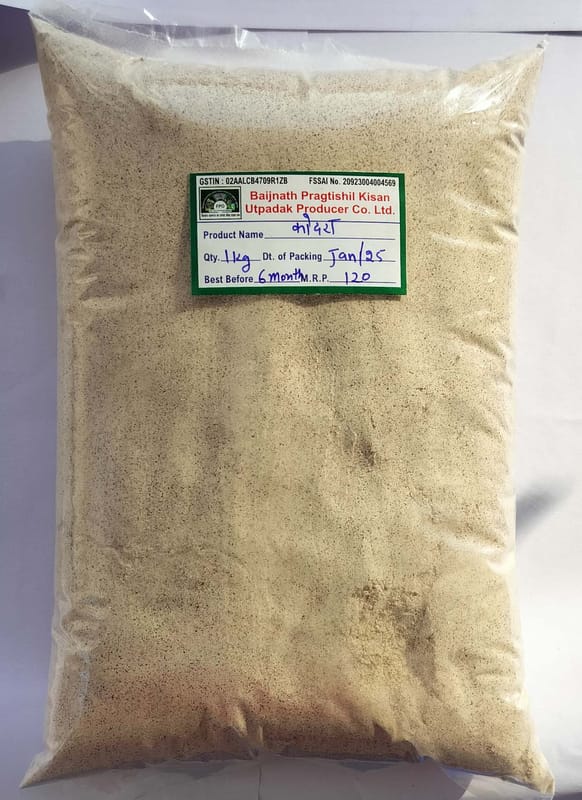 GSTIN : 02AALCB4709R1ZB FSSAI No. 20923004004569
Baijnath Pragtishil Kisan
Utpadak Producer Co. Ltd.
FPO
Product Name कोदरा
Qty. 1kg Dt. of Packing Jan/25
Best Before 6 month M.R.P. 120